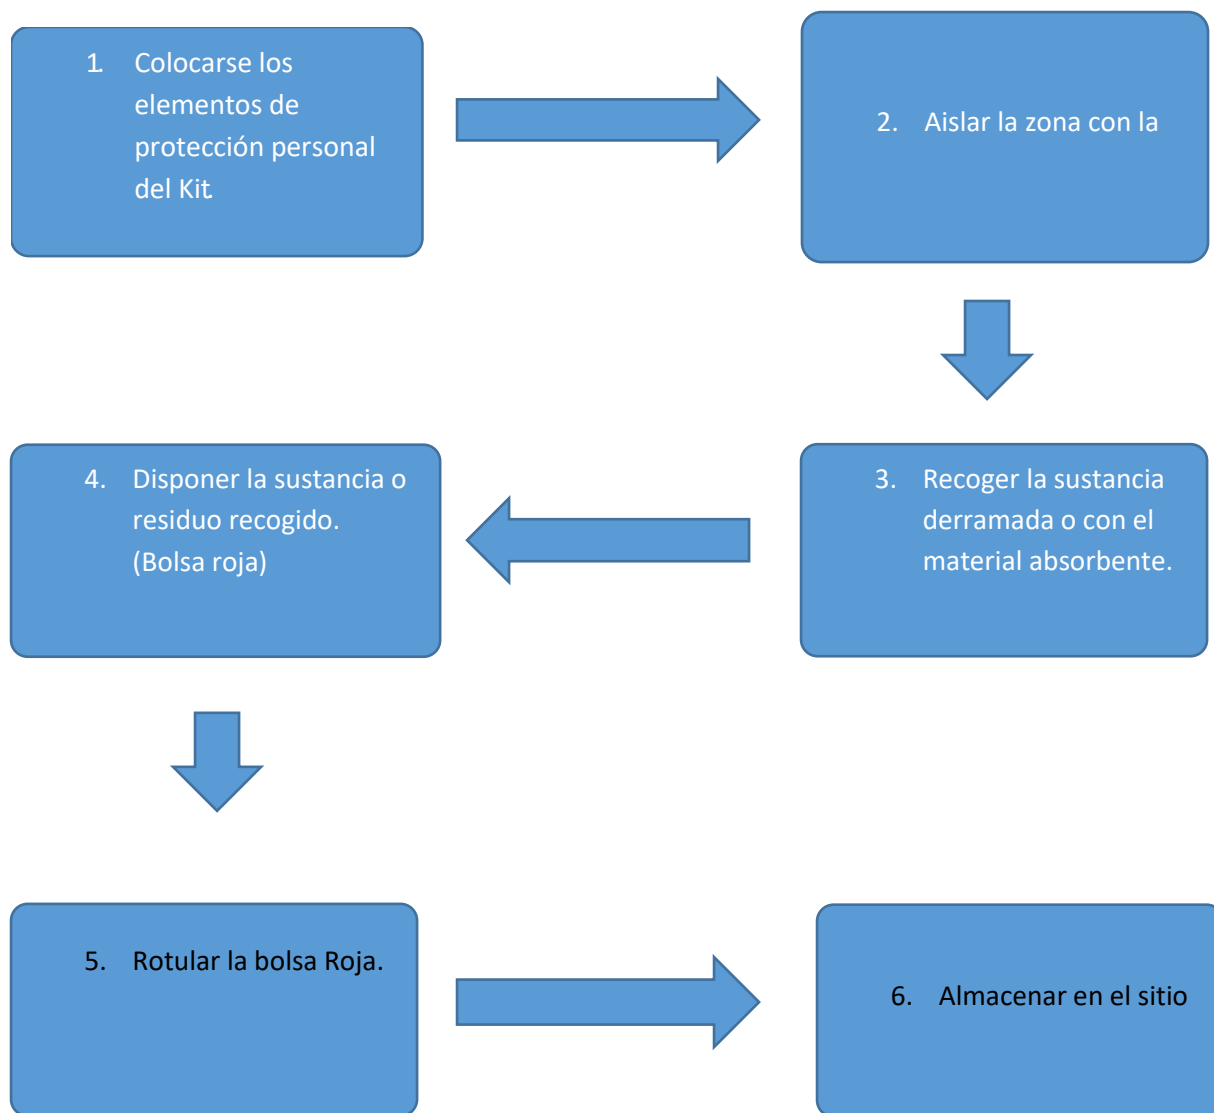 1. Colocarse los
elementos de
protección personal
del Kit.
2. Aislar la zona con la
3. Recoger la sustancia
derramada o con el
material absorbente.
4. Disponer la sustancia o
residuo recogido.
(Bolsa roja)
5. Rotular la bolsa Roja.
6. Almacenar en el sitio